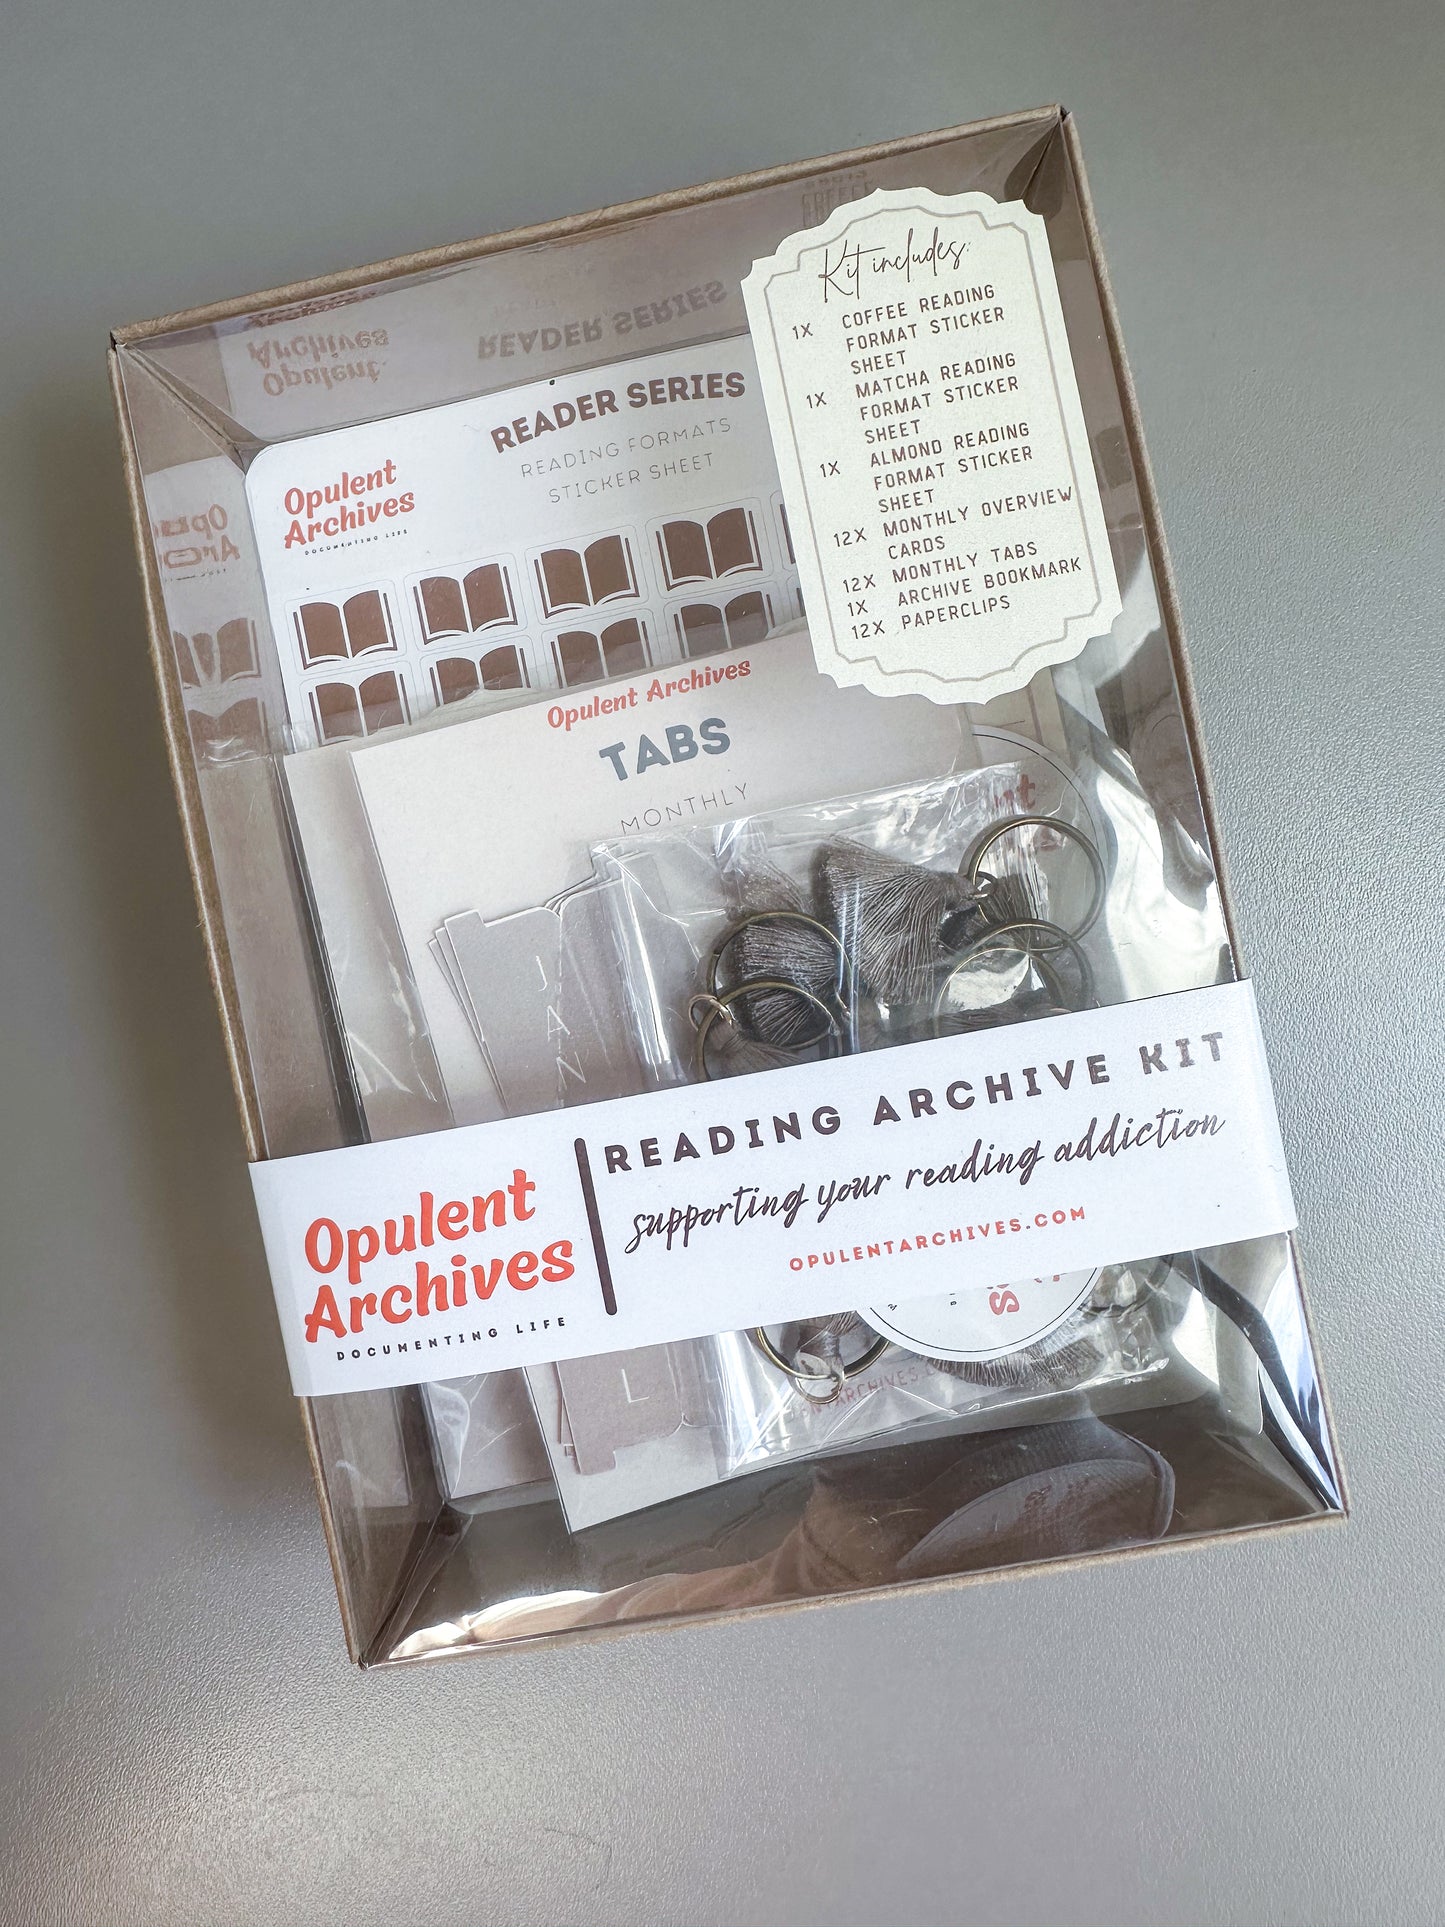 Kit includes:
1X COFFEE READING
FORMAT STICKER
SHEET
1X MATCHA READING
FORMAT STICKER
SHEET
1X ALMOND READING
FORMAT STICKER
SHEET
12X MONTHLY OVERVIEW
CARDS
12X MONTHLY TABS
1X ARCHIVE BOOKMARK
12X PAPERCLIPS
READER SERIES
READING FORMATS
STICKER SHEET
Opulent
Archives
DOCUMENTING LIFE
Opulent Archives
TABS
MONTHLY
JAN
READING ARCHIVE KIT
supporting your reading addiction
OPULENTARCHIVES.COM
Opulent
Archives
DOCUMENTING LIFE
L